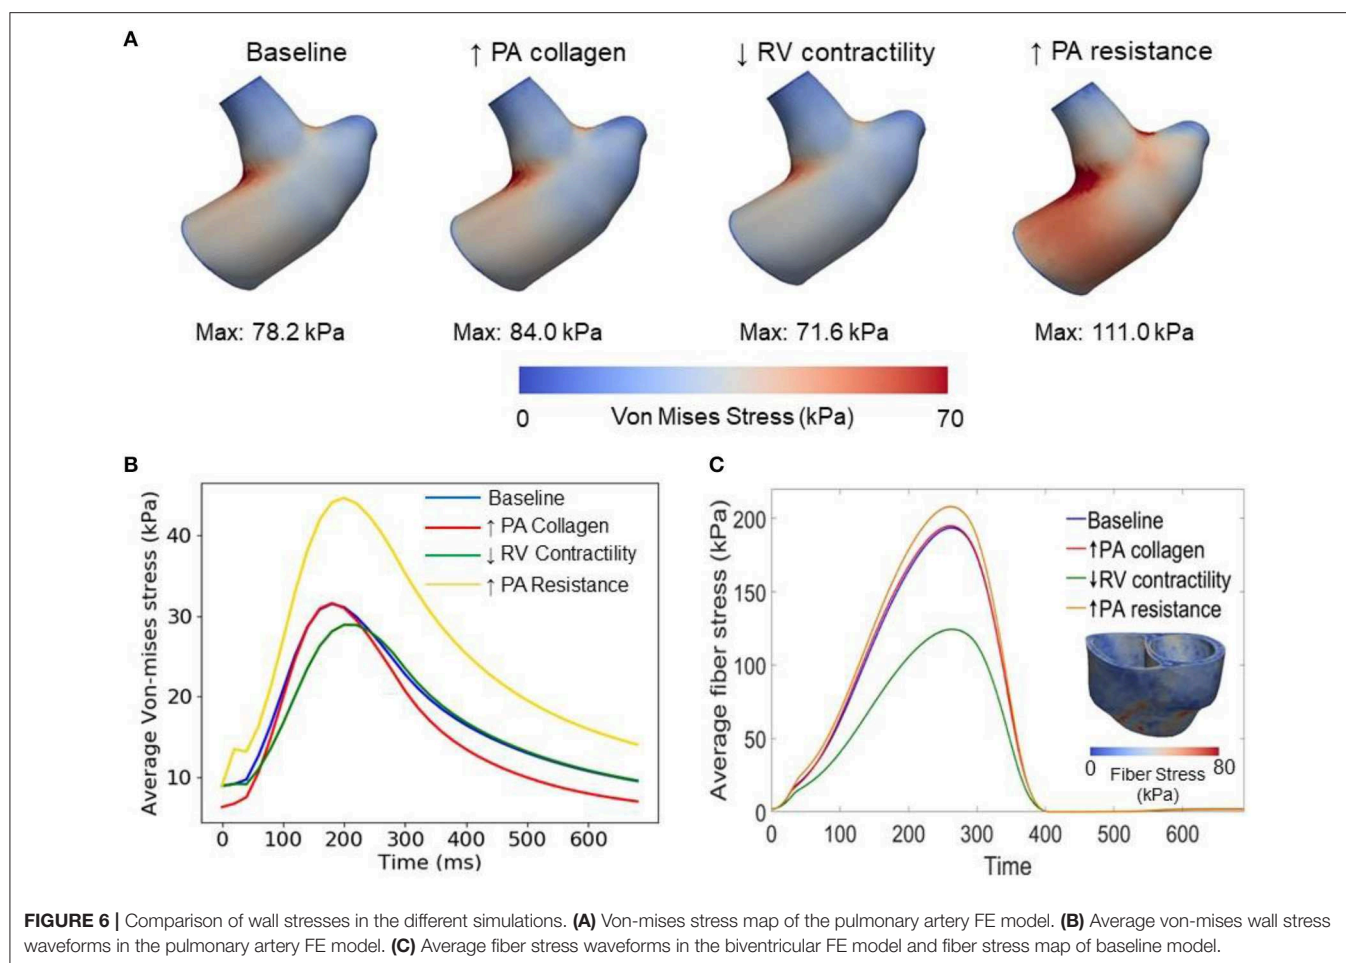 A
Baseline
↑ PA collagen
↓ RV contractility
↑ PA resistance
Max: 78.2 kPa
Max: 84.0 kPa
Max: 71.6 kPa
Max: 111.0 kPa
0 Von Mises Stress (kPa) 70
B
Average Von-mises stress (kPa)
40
30
20
10
Baseline
↑ PA Collagen
↓ RV Contractility
↑ PA Resistance
0 100 200 300 400 500 600
Time (ms)
C
Average fiber stress (kPa)
200
150
100
50
0
Baseline
↑PA collagen
↓RV contractility
↑PA resistance
0 80
Fiber Stress
(kPa)
0 100 200 300 400 500 600
Time
FIGURE 6 | Comparison of wall stresses in the different simulations. (A) Von-mises stress map of the pulmonary artery FE model. (B) Average von-mises wall stress
waveforms in the pulmonary artery FE model. (C) Average fiber stress waveforms in the biventricular FE model and fiber stress map of baseline model.